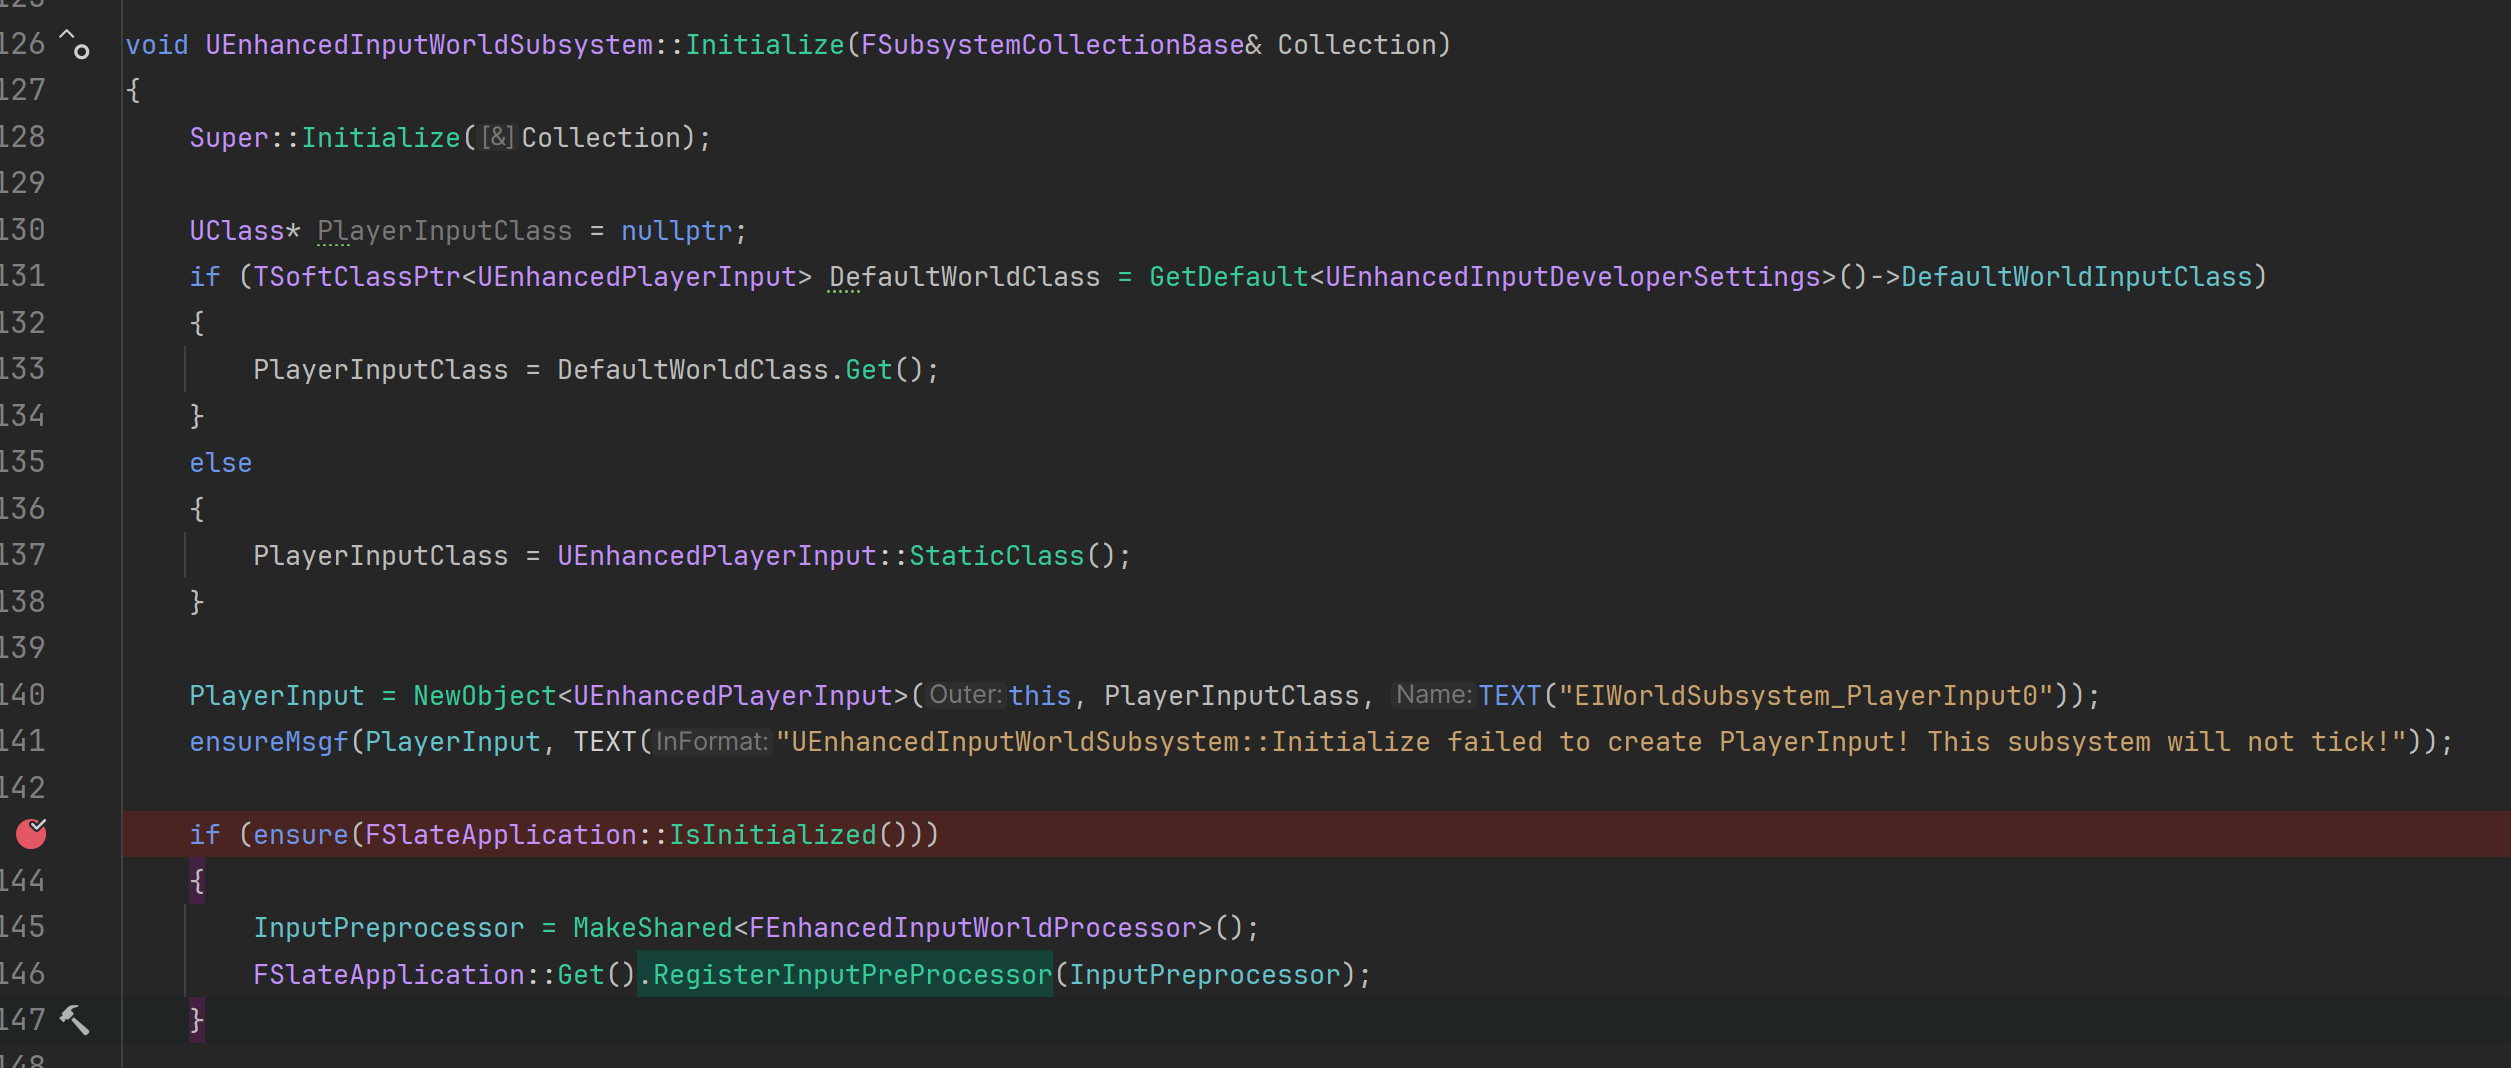 126 void UEnhancedInputWorldSubsystem::Initialize(FSubsystemCollectionBase& Collection)
127 {
128 Super::Initialize([&]Collection);
129
130 UClass* PlayerInputClass = nullptr;
131 if (TSoftClassPtr<UEnhancedPlayerInput> DefaultWorldClass = GetDefault<UEnhancedInputDeveloperSettings>()->DefaultWorldInputClass)
132 {
133 PlayerInputClass = DefaultWorldClass.Get();
134 }
135 else
136 {
137 PlayerInputClass = UEnhancedPlayerInput::StaticClass();
138 }
139
140 PlayerInput = NewObject<UEnhancedPlayerInput>(Outer: this, PlayerInputClass, Name: TEXT("EIWorldSubsystem_PlayerInput0"));
141 ensureMsgf(PlayerInput, TEXT(InFormat: "UEnhancedInputWorldSubsystem::Initialize failed to create PlayerInput! This subsystem will not tick!"));
142
if (ensure(FSlateApplication::IsInitialized()))
144 {
145 InputPreprocessor = MakeShared<FEnhancedInputWorldProcessor>();
146 FSlateApplication::Get().RegisterInputPreProcessor(InputPreprocessor);
147 }
148